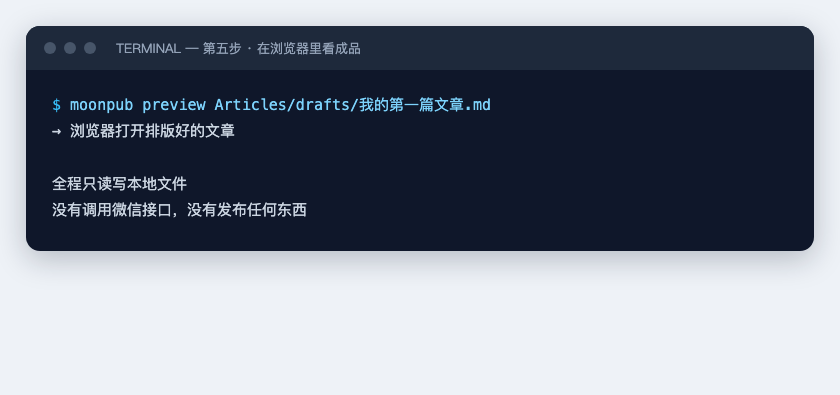 TERMINAL — 第五步 · 在浏览器里看成品
$ moonpub preview Articles/drafts/我的第一篇文章.md
→ 浏览器打开排版好的文章
全程只读写本地文件
没有调用微信接口，没有发布任何东西